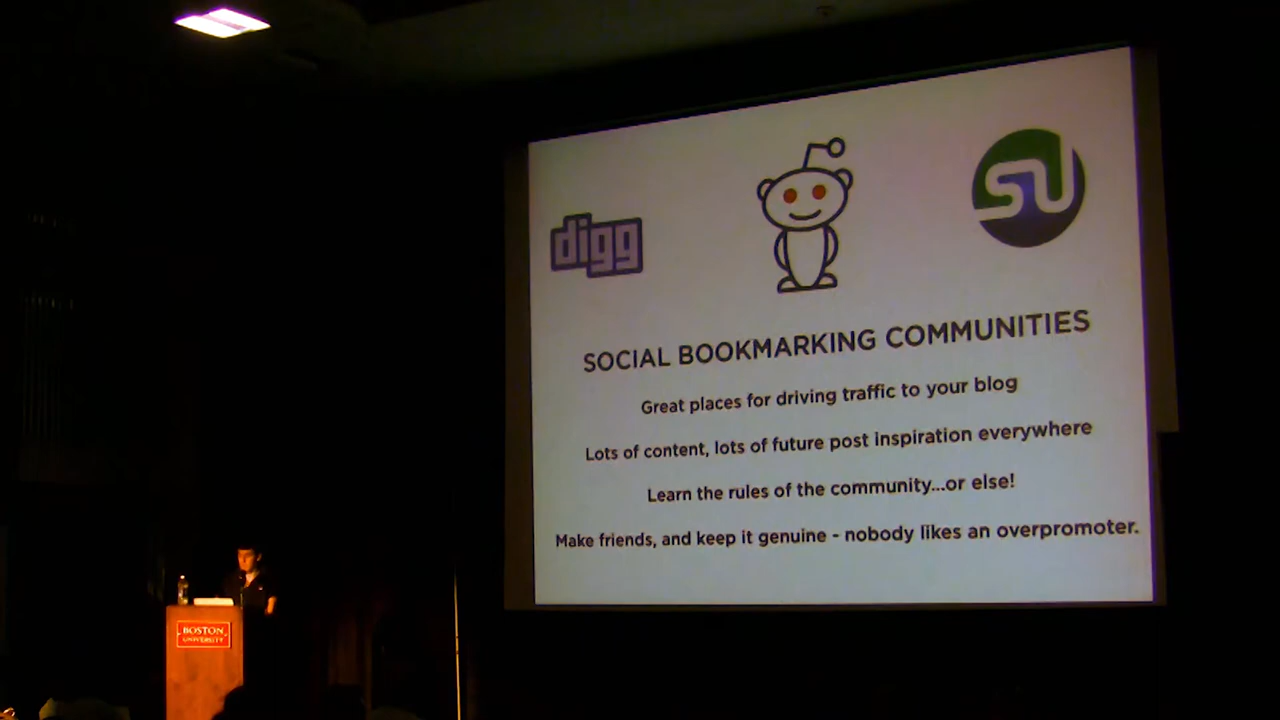 digg
SU
SOCIAL BOOKMARKING COMMUNITIES
Great places for driving traffic to your blog
Lots of content, lots of future post inspiration everywhere
Learn the rules of the community...or else!
Make friends, and keep it genuine - nobody likes an overpromoter.
BOSTON
UNIVERSITY